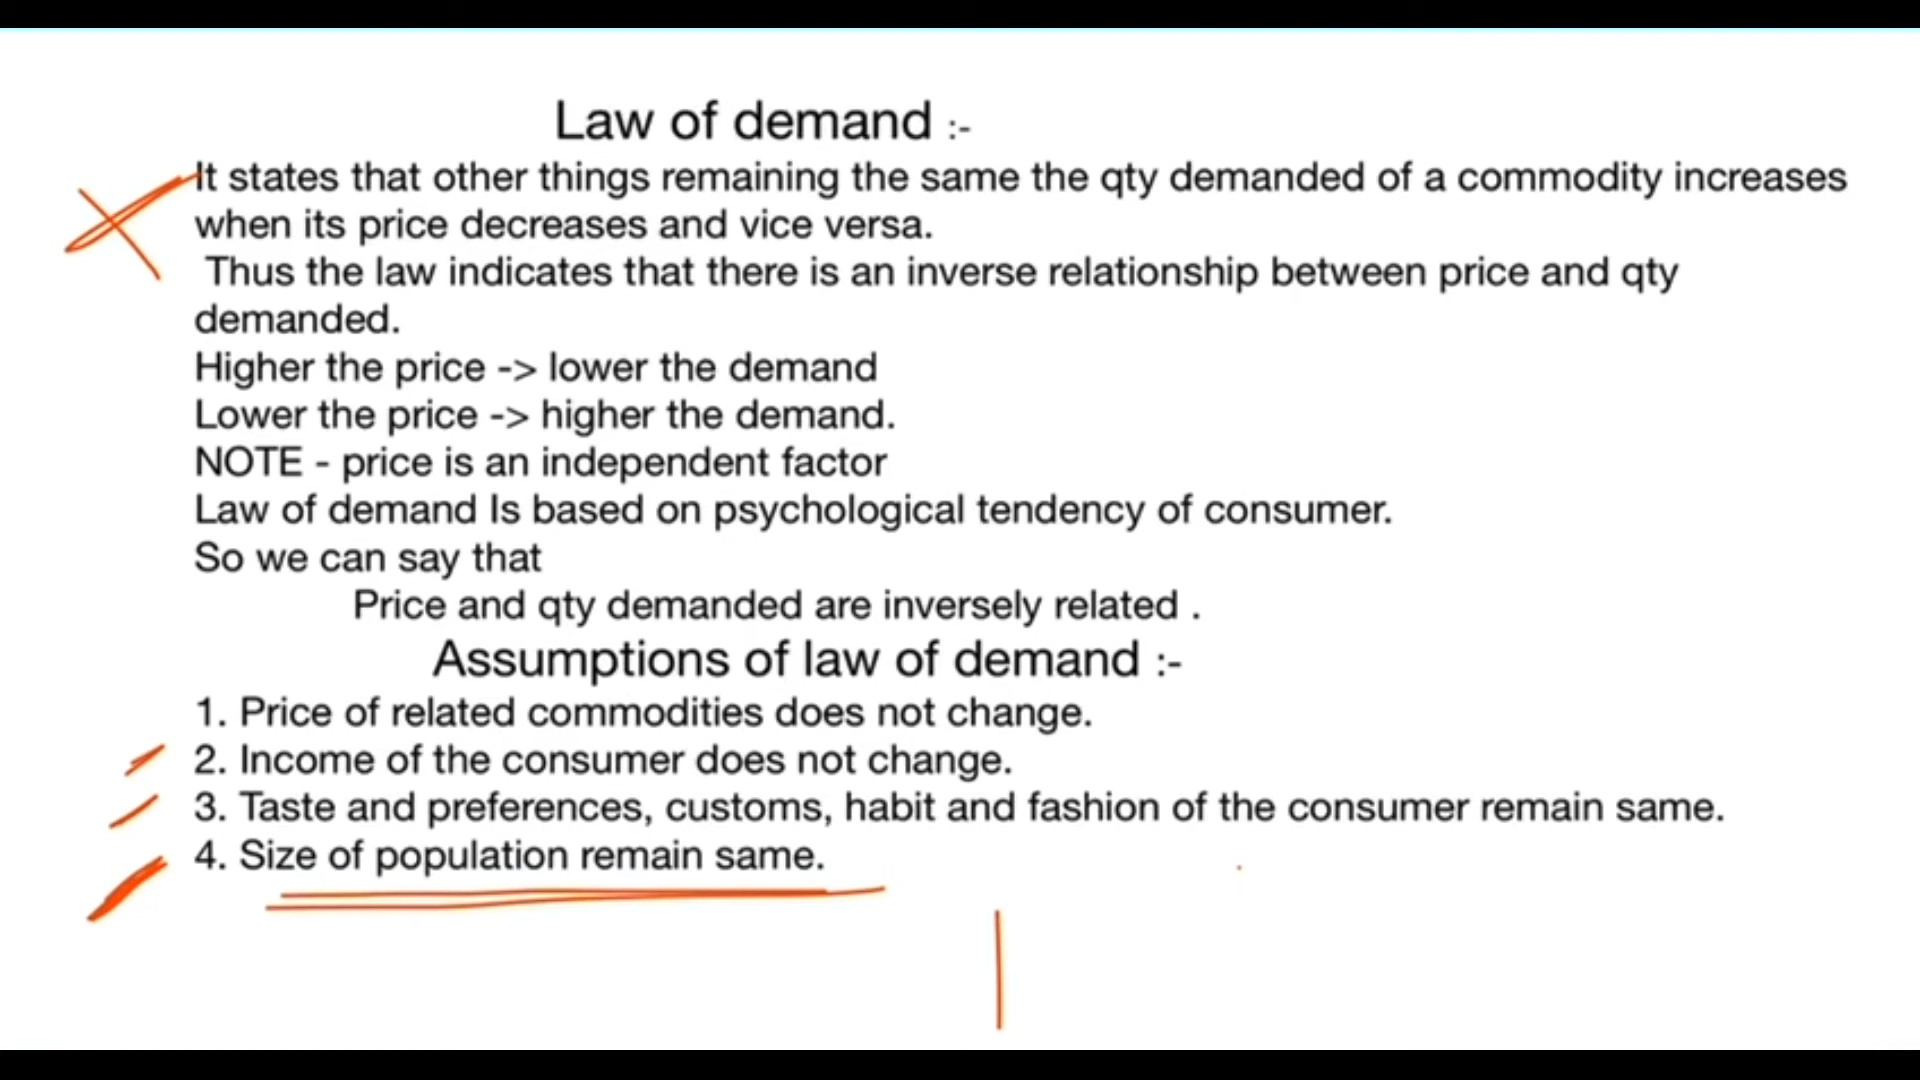 Law of demand :-
It states that other things remaining the same the qty demanded of a commodity increases
when its price decreases and vice versa.
Thus the law indicates that there is an inverse relationship between price and qty
demanded.
Higher the price -> lower the demand
Lower the price -> higher the demand.
NOTE - price is an independent factor
Law of demand Is based on psychological tendency of consumer.
So we can say that
Price and qty demanded are inversely related .
Assumptions of law of demand :-
1. Price of related commodities does not change.
2. Income of the consumer does not change.
3. Taste and preferences, customs, habit and fashion of the consumer remain same.
4. Size of population remain same.